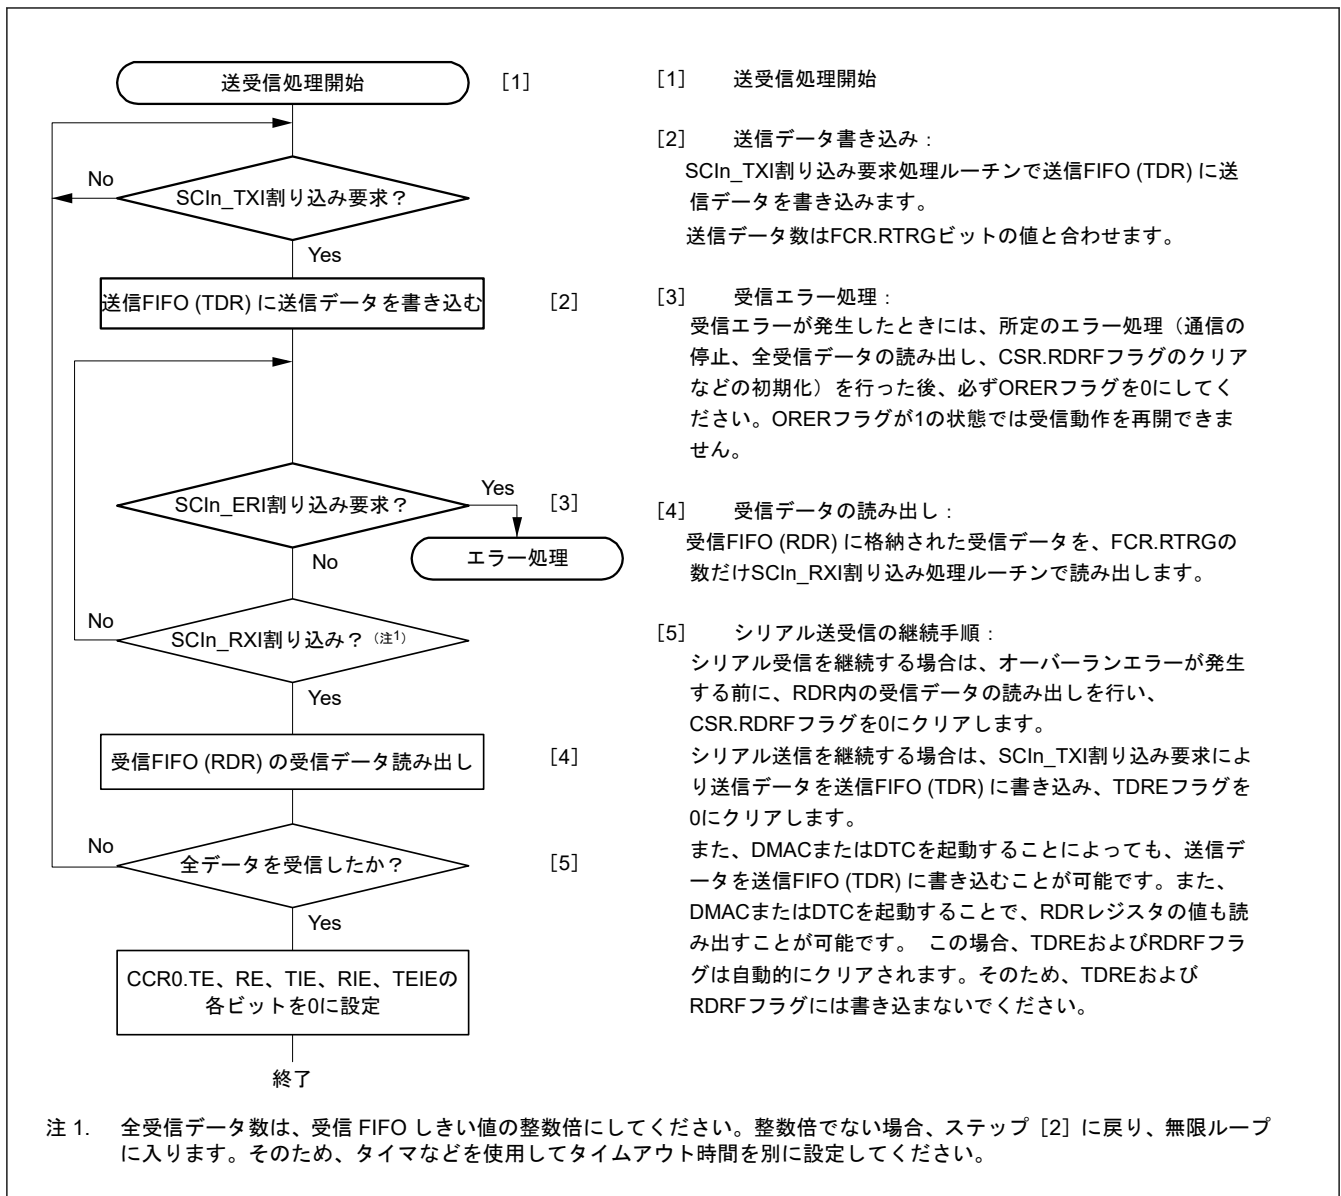 送受信処理開始
[1]
No
SCIn_TXI割り込み要求？
Yes
送信FIFO (TDR) に送信データを書き込む
[2]
SCIn_ERI割り込み要求？
Yes
[3]
エラー処理
No
No
SCIn_RXI割り込み？（注1）
Yes
受信FIFO (RDR) の受信データ読み出し
[4]
No
全データを受信したか？
[5]
Yes
CCR0.TE、RE、TIE、RIE、TEIEの
各ビットを0に設定
終了
[1] 送受信処理開始
[2] 送信データ書き込み：
SCIn_TXI割り込み要求処理ルーチンで送信FIFO (TDR) に送
信データを書き込みます。
送信データ数はFCR.RTRGビットの値と合わせます。
[3] 受信エラー処理：
受信エラーが発生したときには、所定のエラー処理（通信の
停止、全受信データの読み出し、CSR.RDRFフラグのクリア
などの初期化）を行った後、必ずORERフラグを0にしてく
ださい。ORERフラグが1の状態では受信動作を再開できま
せん。
[4] 受信データの読み出し：
受信FIFO (RDR) に格納された受信データを、FCR.RTRGの
数だけSCIn_RXI割り込み処理ルーチンで読み出します。
[5] シリアル送受信の継続手順：
シリアル受信を継続する場合は、オーバーランエラーが発生
する前に、RDR内の受信データの読み出しを行い、
CSR.RDRFフラグを0にクリアします。
シリアル送信を継続する場合は、SCIn_TXI割り込み要求によ
り送信データを送信FIFO (TDR) に書き込み、TDREフラグを
0にクリアします。
また、DMACまたはDTCを起動することによっても、送信デ
ータを送信FIFO (TDR) に書き込むことが可能です。また、
DMACまたはDTCを起動することで、RDRレジスタの値も読
み出すことが可能です。 この場合、TDREおよびRDRFフラ
グは自動的にクリアされます。そのため、TDREおよび
RDRFフラグには書き込まないでください。
注 1. 全受信データ数は、受信 FIFO しきい値の整数倍にしてください。整数倍でない場合、ステップ［2］に戻り、無限ループ
に入ります。そのため、タイマなどを使用してタイムアウト時間を別に設定してください。